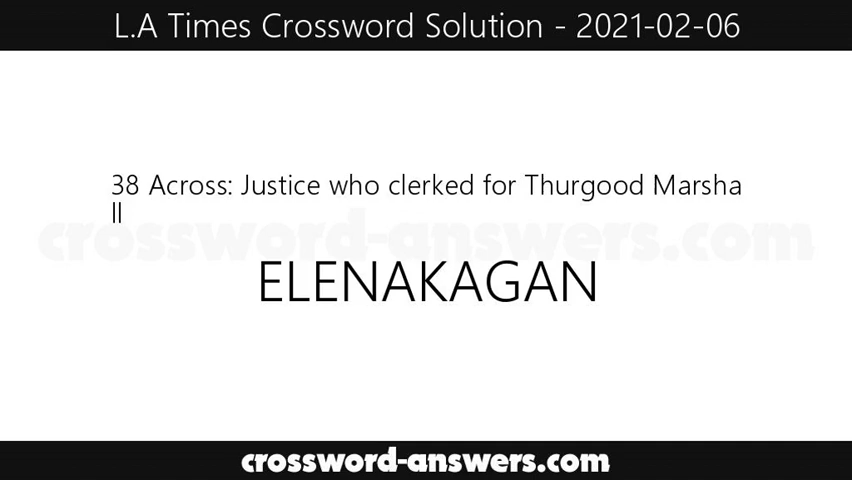 L.A Times Crossword Solution - 2021-02-06
38 Across: Justice who clerked for Thurgood Marsha
ll
crossword-answers.com
ELENAKAGAN
crossword-answers.com